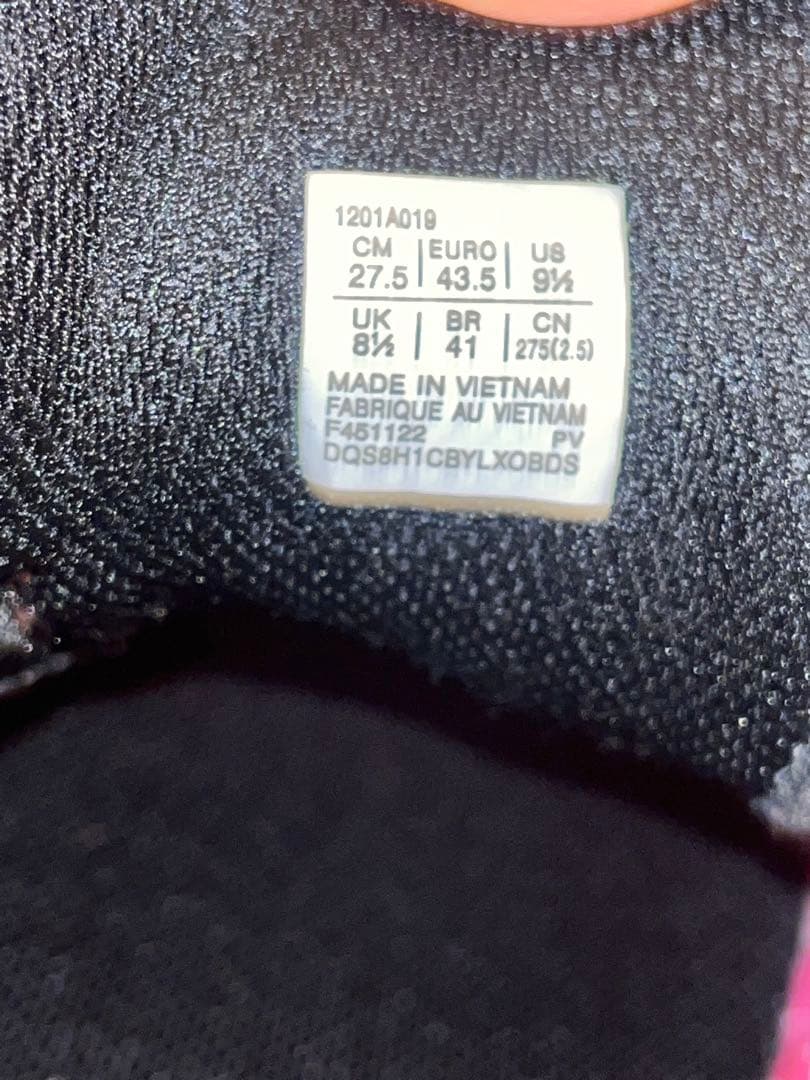 1201A019
CM | EURO | US
27.5 | 43.5 | 9½
UK | BR | CN
8½ | 41 | 275(2.5)
MADE IN VIETNAM
FABRIQUE AU VIETNAM
F451122 PV
DQS8H1CBYLXOBDS